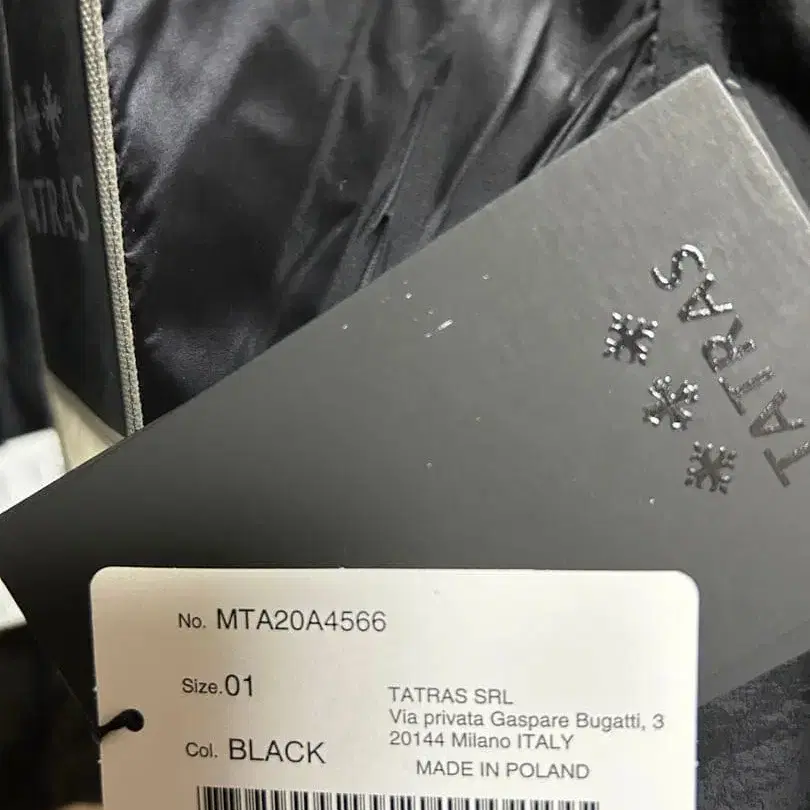 TATRAS
TATRAS
No. MTA20A4566
Size. 01
Col. BLACK
TATRAS SRL
Via privata Gaspare Bugatti, 3
20144 Milano ITALY
MADE IN POLAND